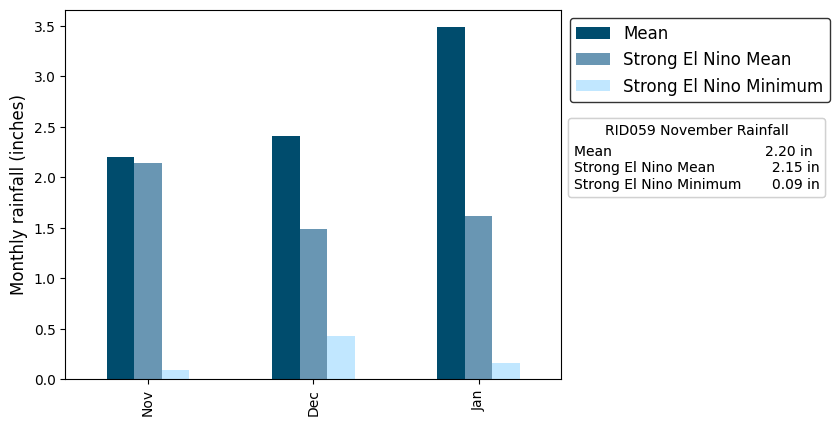 Monthly rainfall (inches)
3.5
3.0
2.5
2.0
1.5
1.0
0.5
0.0
Nov
Dec
Jan
Mean
Strong El Nino Mean
Strong El Nino Minimum
RID059 November Rainfall
Mean 2.20 in
Strong El Nino Mean 2.15 in
Strong El Nino Minimum 0.09 in